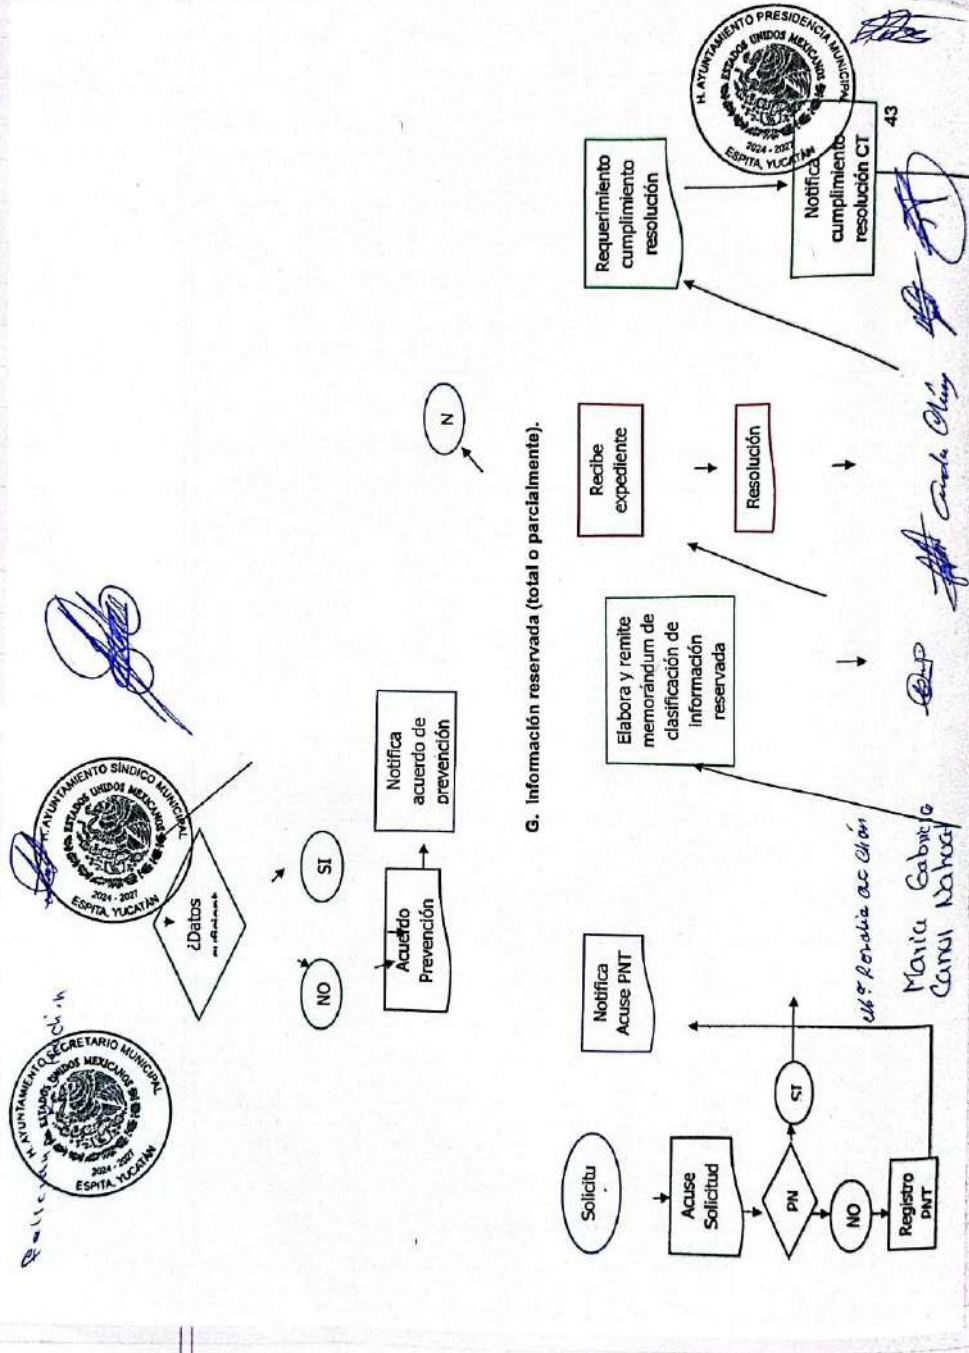 H. AYUNTAMIENTO SECRETARIO MUNICIPAL
ESTADOS UNIDOS MEXICANOS
2024 - 2027
ESPITA, YUCATÁN
H. AYUNTAMIENTO SÍNDICO MUNICIPAL
ESTADOS UNIDOS MEXICANOS
2024 - 2027
ESPITA, YUCATÁN
¿Datos
NO
SI
Acuerdo
Prevención
Notifica
acuerdo de
prevención
N
G. Información reservada (total o parcialmente).
Solicitu
Acuse
Solicitud
PN
SI
NO
Registro
PNT
Notifica
Acuse PNT
Elabora y remite
memorándum de
clasificación de
información
reservada
Recibe
expediente
Resolución
Requerimiento
cumplimiento
resolución
Notifica
cumplimiento
resolución CT
H. AYUNTAMIENTO PRESIDENCIA MUNICIPAL
ESTADOS UNIDOS MEXICANOS
2024 - 2027
ESPITA, YUCATÁN
Maria Gabriela
Canul Nahuat
43